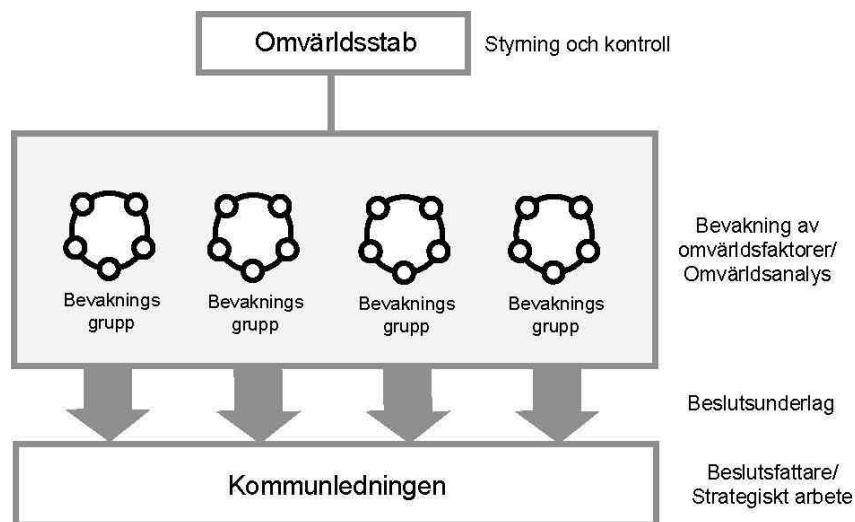 Omvärldsstab
Styrning och kontroll
Bevaknings
grupp
Bevaknings
grupp
Bevaknings
grupp
Bevaknings
grupp
Bevakning av
omvärldsfaktorer/
Omvärldsanalys
Beslutsunderlag
Kommunledningen
Beslutsfattare/
Strategiskt arbete